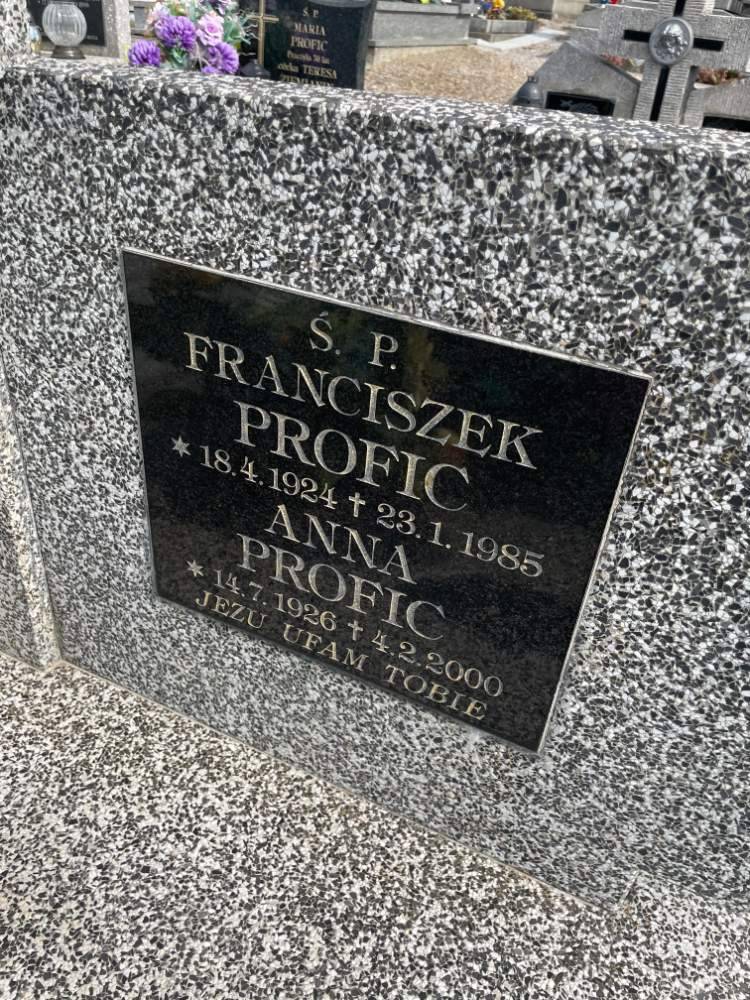 Ś. P.
MARIA
PROFIC
córka TERESA
Ś. P.
FRANCISZEK
PROFIC
* 18.4.1924 † 23.1.1985
ANNA
PROFIC
* 14.7.1926 † 4.2.2000
JEZU UFAM TOBIE